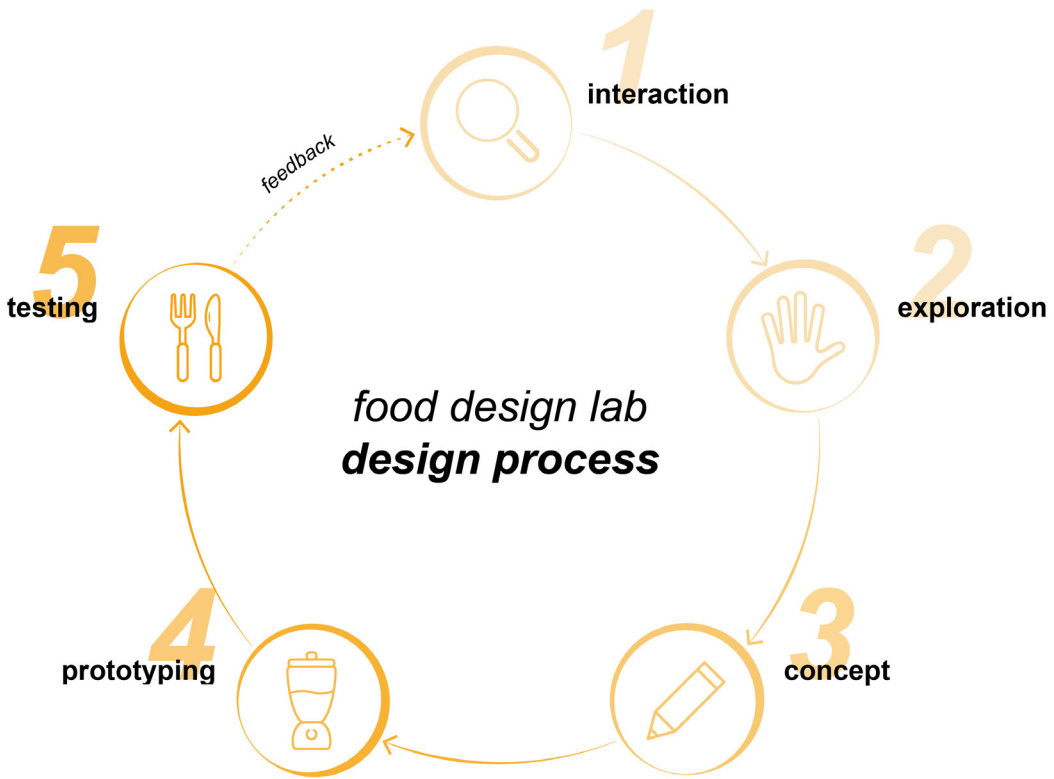 1
interaction
2
exploration
3
concept
4
prototyping
5
testing
feedback
food design lab
design process